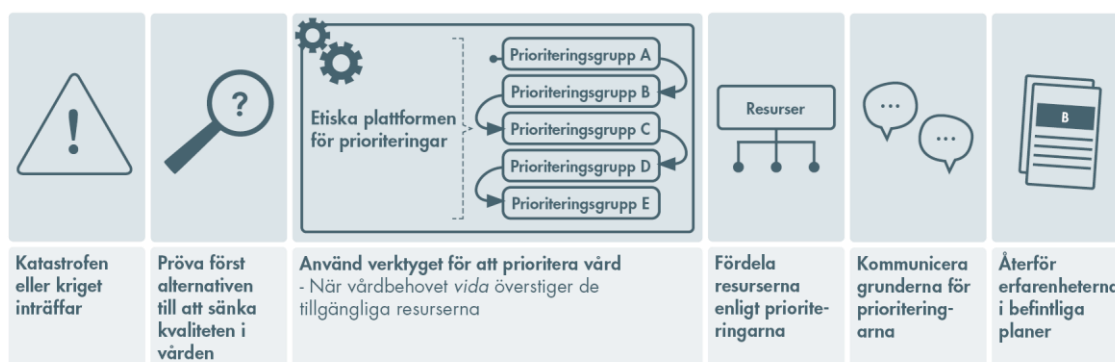 !
?
Etiska plattformen
för prioriteringar
Prioriteringsgrupp A
Prioriteringsgrupp B
Prioriteringsgrupp C
Prioriteringsgrupp D
Prioriteringsgrupp E
Resurser
...
...
B
Katastrofen
eller kriget
inträffar
Pröva först
alternativen
till att sänka
kvaliteten i
vården
Använd verktyget för att prioritera vård
- När vårdbehovet vida överstiger de
tillgängliga resurserna
Fördela
resurserna
enligt priorite-
ringarna
Kommunicera
grunderna för
prioritering-
arna
Återför
erfarenheterna
i befintliga
planer